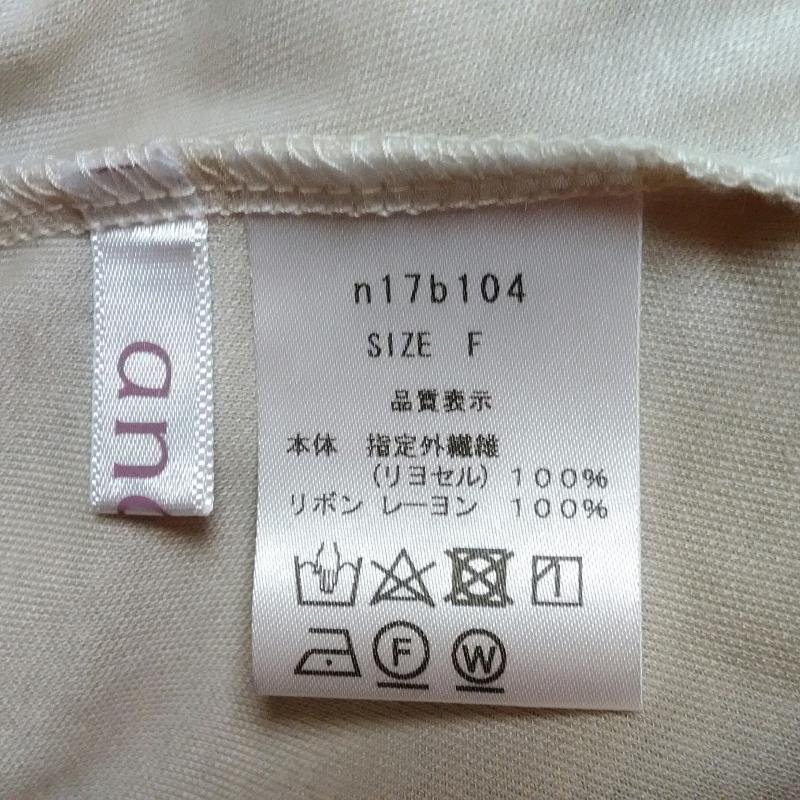 an
n17b104
SIZE F
品質表示
本体 指定外繊維
(リヨセル) 100%
リボン レーヨン 100%
F
W